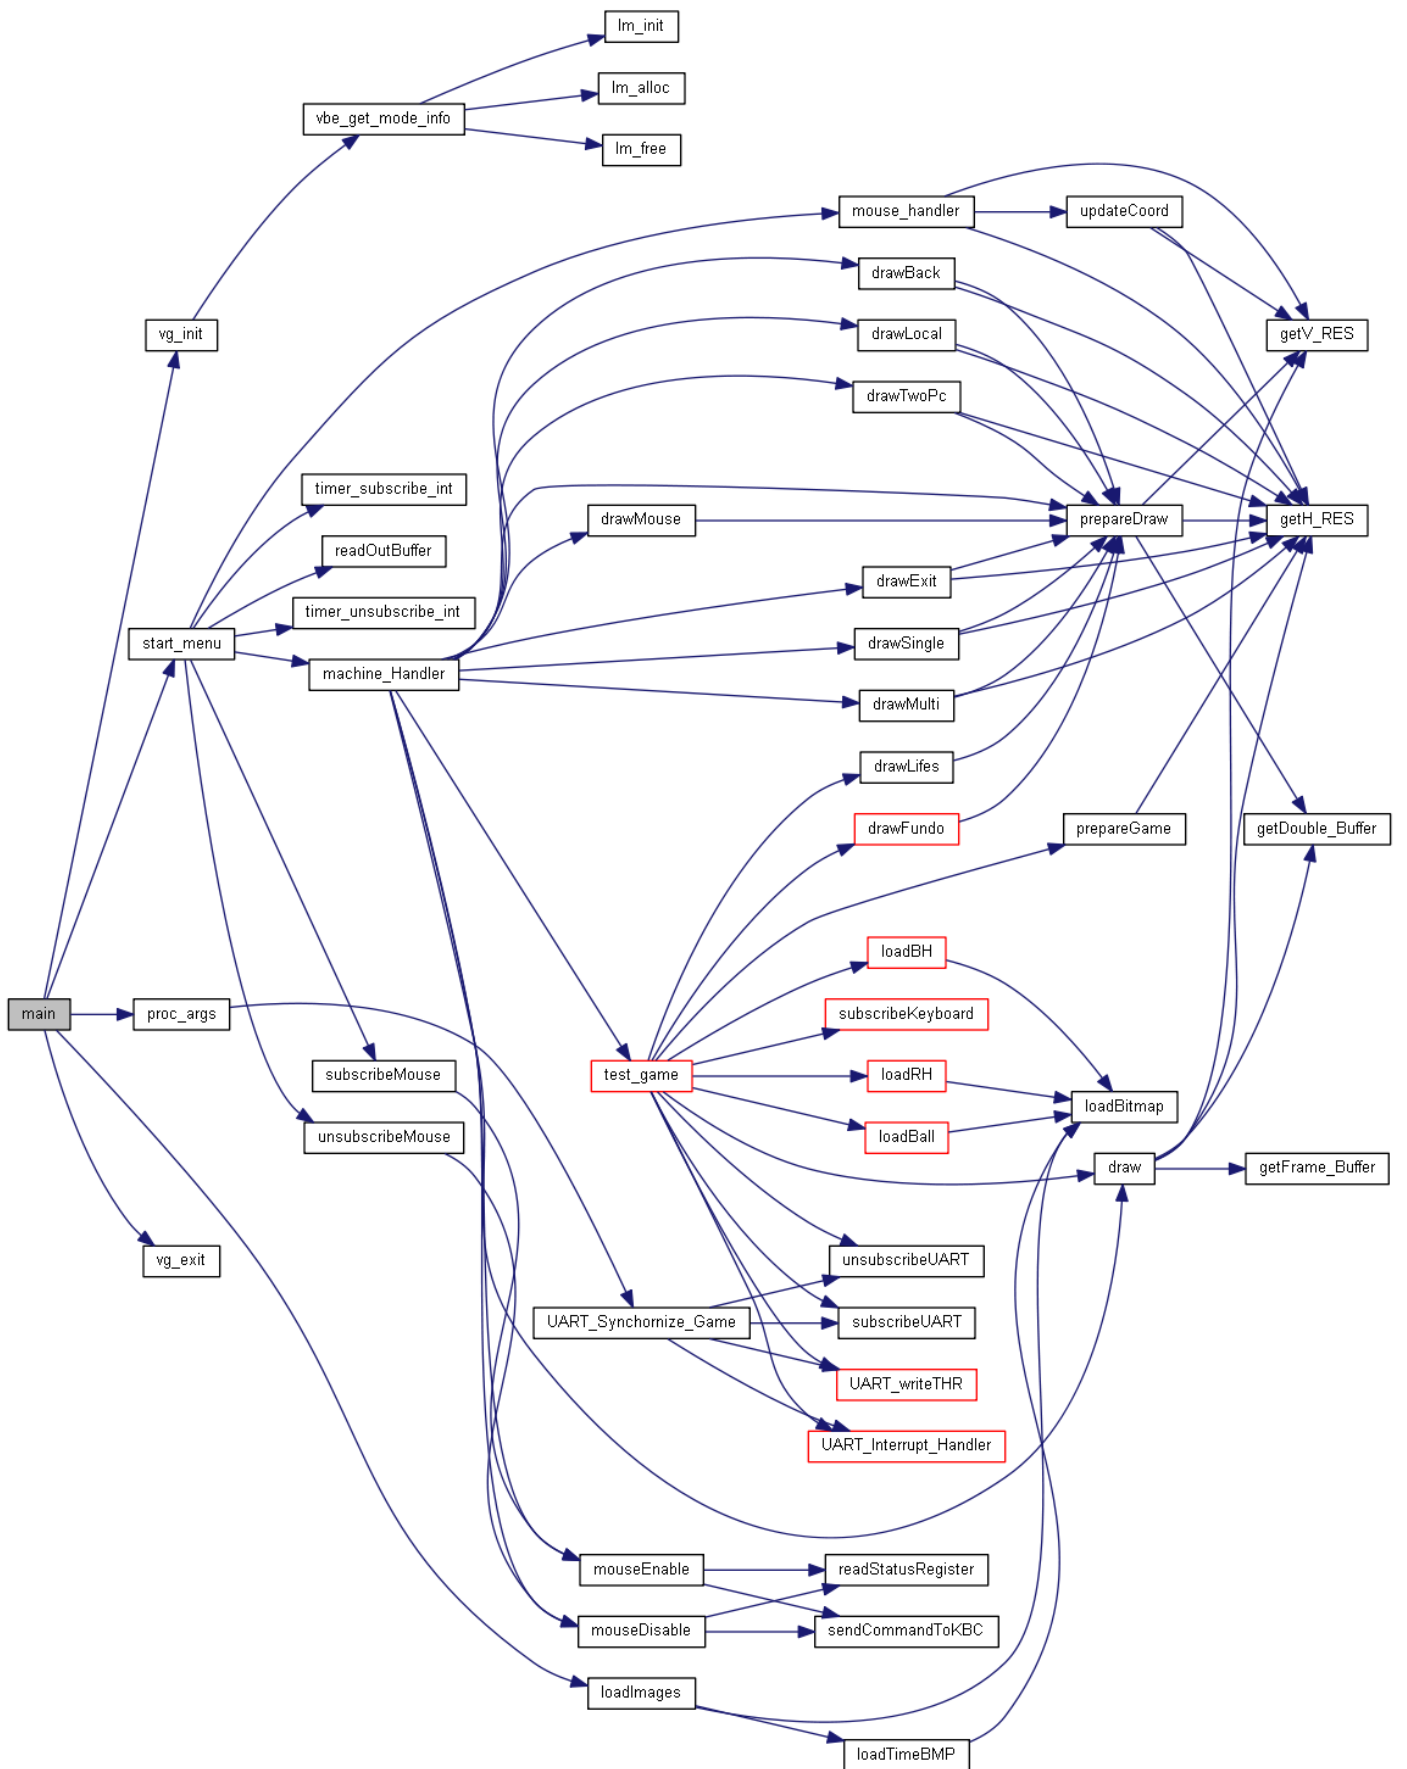 lm_init
lm_alloc
vbe_get_mode_info
lm_free
mouse_handler
updateCoord
drawBack
vg_init
drawLocal
getV_RES
drawTwoPc
timer_subscribe_int
drawMouse
prepareDraw
getH_RES
readOutBuffer
drawExit
timer_unsubscribe_int
start_menu
drawSingle
machine_Handler
drawMulti
drawLifes
drawFundo
prepareGame
getDouble_Buffer
loadBH
main
proc_args
subscribeKeyboard
subscribeMouse
test_game
loadRH
loadBitmap
unsubscribeMouse
loadBall
draw
getFrame_Buffer
vg_exit
unsubscribeUART
UART_Synchornize_Game
subscribeUART
UART_writeTHR
UART_Interrupt_Handler
mouseEnable
readStatusRegister
mouseDisable
sendCommandToKBC
loadImages
loadTimeBMP